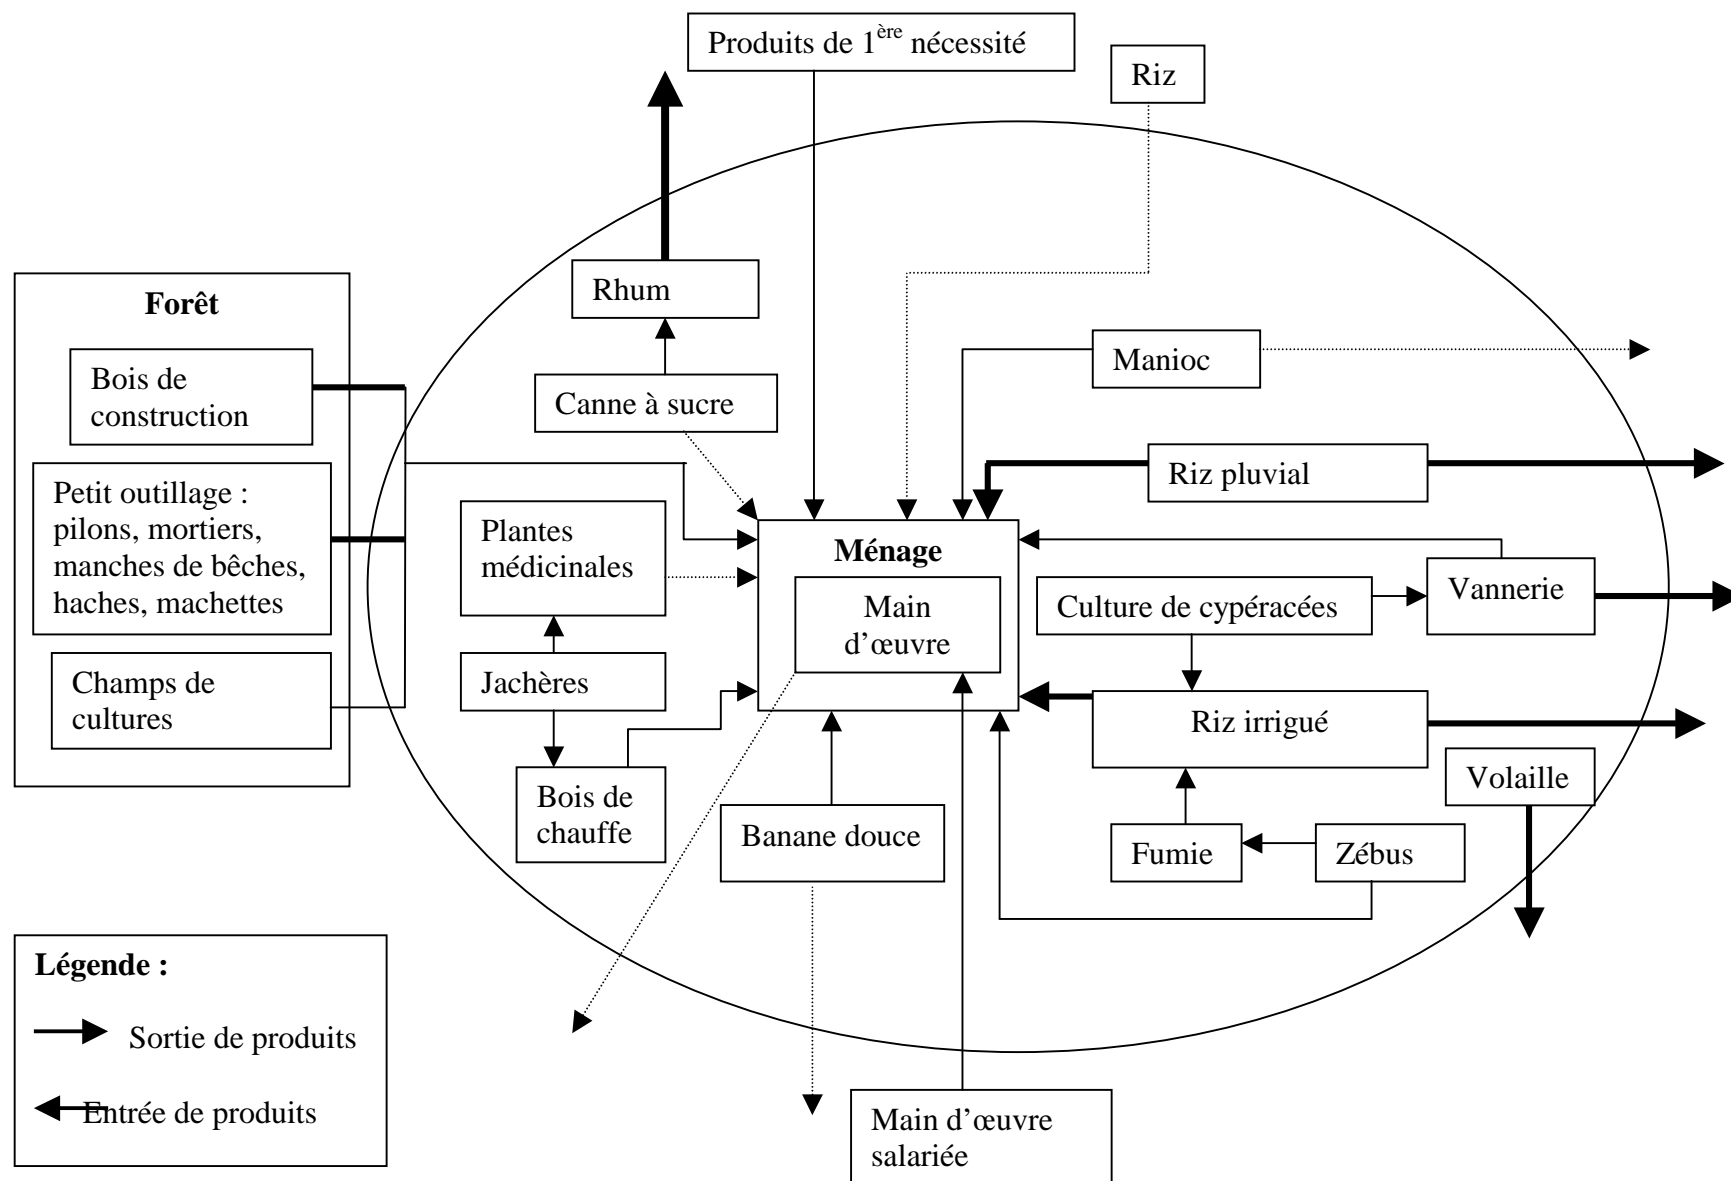 Produits de 1ère nécessité
Riz
Rhum
Forêt
Bois de
construction
Manioc
Canne à sucre
Riz pluvial
Petit outillage :
pilons, mortiers,
manches de bêches,
haches, machettes
Plantes
médicinales
Ménage
Main
d’œuvre
Culture de cypéracées
Vannerie
Champs de
cultures
Jachères
Riz irrigué
Volaille
Bois de
chauffe
Banane douce
Fumie
Zébus
Légende :
Sortie de produits
Entrée de produits
Main d’œuvre
salariée